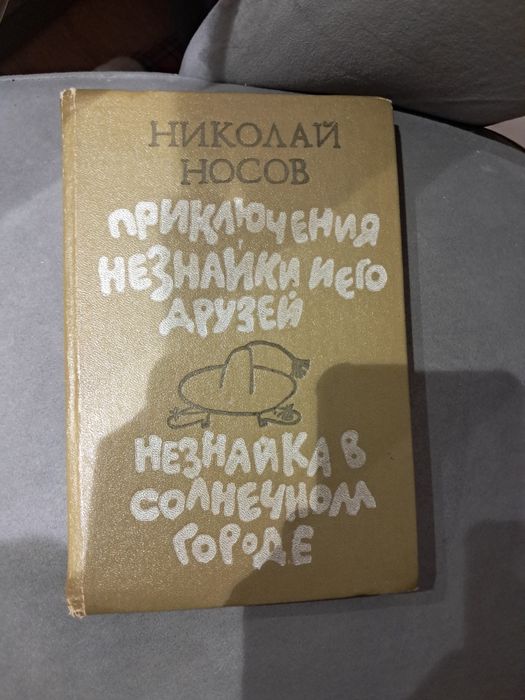 НИКОЛАЙ
НОСОВ
ПРИКЛЮЧЕНИЯ
НЕЗНАЙКИ И ЕГО
ДРУЗЕЙ
НЕЗНАЙКА В
СОЛНЕЧНОМ
ГОРОДЕ